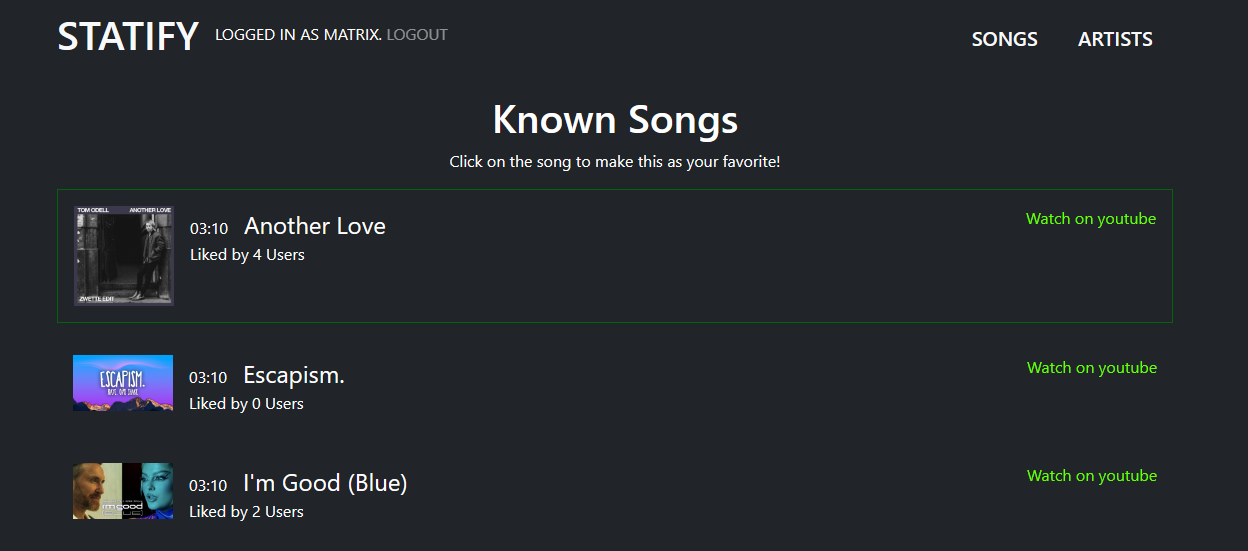 STATIFY LOGGED IN AS MATRIX. LOGOUT SONGS ARTISTS
Known Songs
Click on the song to make this as your favorite!
TOM ODELL ANOTHER LOVE
ZWETTE EDIT
03:10 Another Love Watch on youtube
Liked by 4 Users
ESCAPISM.
03:10 Escapism. Watch on youtube
Liked by 0 Users
i'm good
BLUE
03:10 I'm Good (Blue) Watch on youtube
Liked by 2 Users